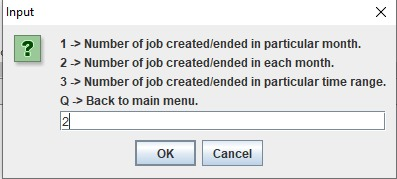 Input
1 -> Number of job created/ended in particular month.
2 -> Number of job created/ended in each month.
3 -> Number of job created/ended in particular time range.
Q -> Back to main menu.
2
OK Cancel